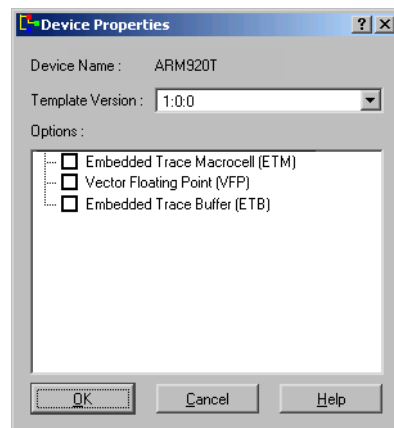 Device Properties
Device Name : ARM920T
Template Version : 1:0:0
Options :
Embedded Trace Macrocell (ETM)
Vector Floating Point (VFP)
Embedded Trace Buffer (ETB)
OK Cancel Help